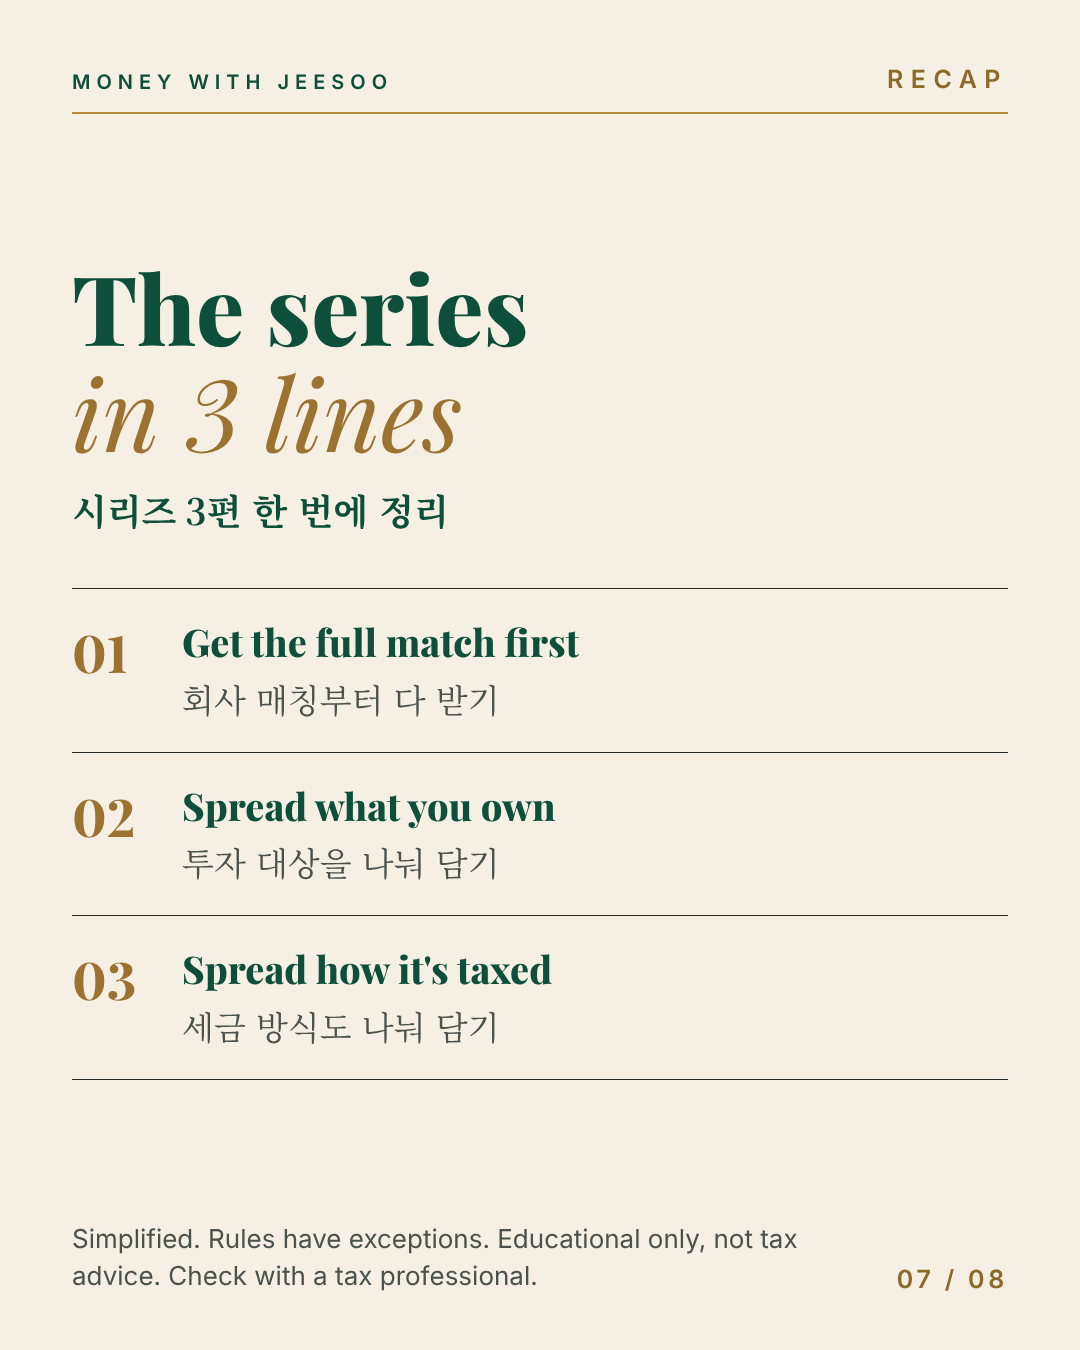 MONEY WITH JEESOO
RECAP
The series
in 3 lines
시리즈 3편 한 번에 정리
01
Get the full match first
회사 매칭부터 다 받기
02
Spread what you own
투자 대상을 나눠 담기
03
Spread how it's taxed
세금 방식도 나눠 담기
Simplified. Rules have exceptions. Educational only, not tax
advice. Check with a tax professional.
07 / 08